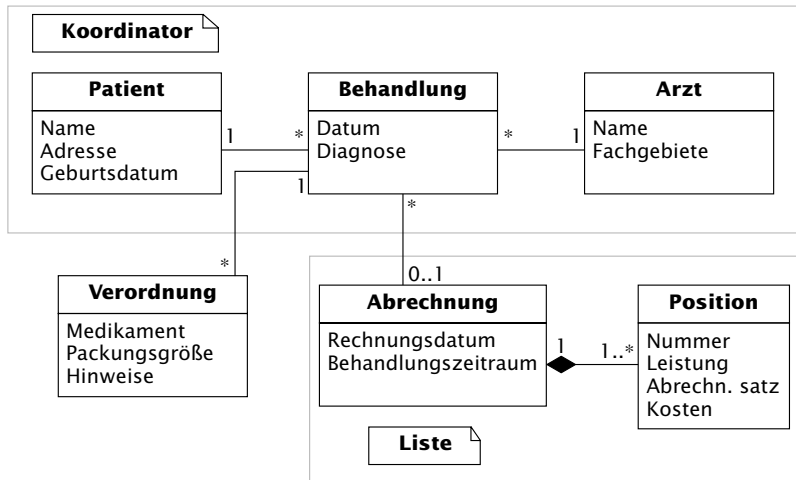 Koordinator
Patient
Name
Adresse
Geburtsdatum
1
*
Behandlung
Datum
Diagnose
*
1
Arzt
Name
Fachgebiete
1
*
*
0..1
Verordnung
Medikament
Packungsgröße
Hinweise
Abrechnung
Rechnungsdatum
Behandlungszeitraum
1
1..*
Position
Nummer
Leistung
Abrechn. satz
Kosten
Liste